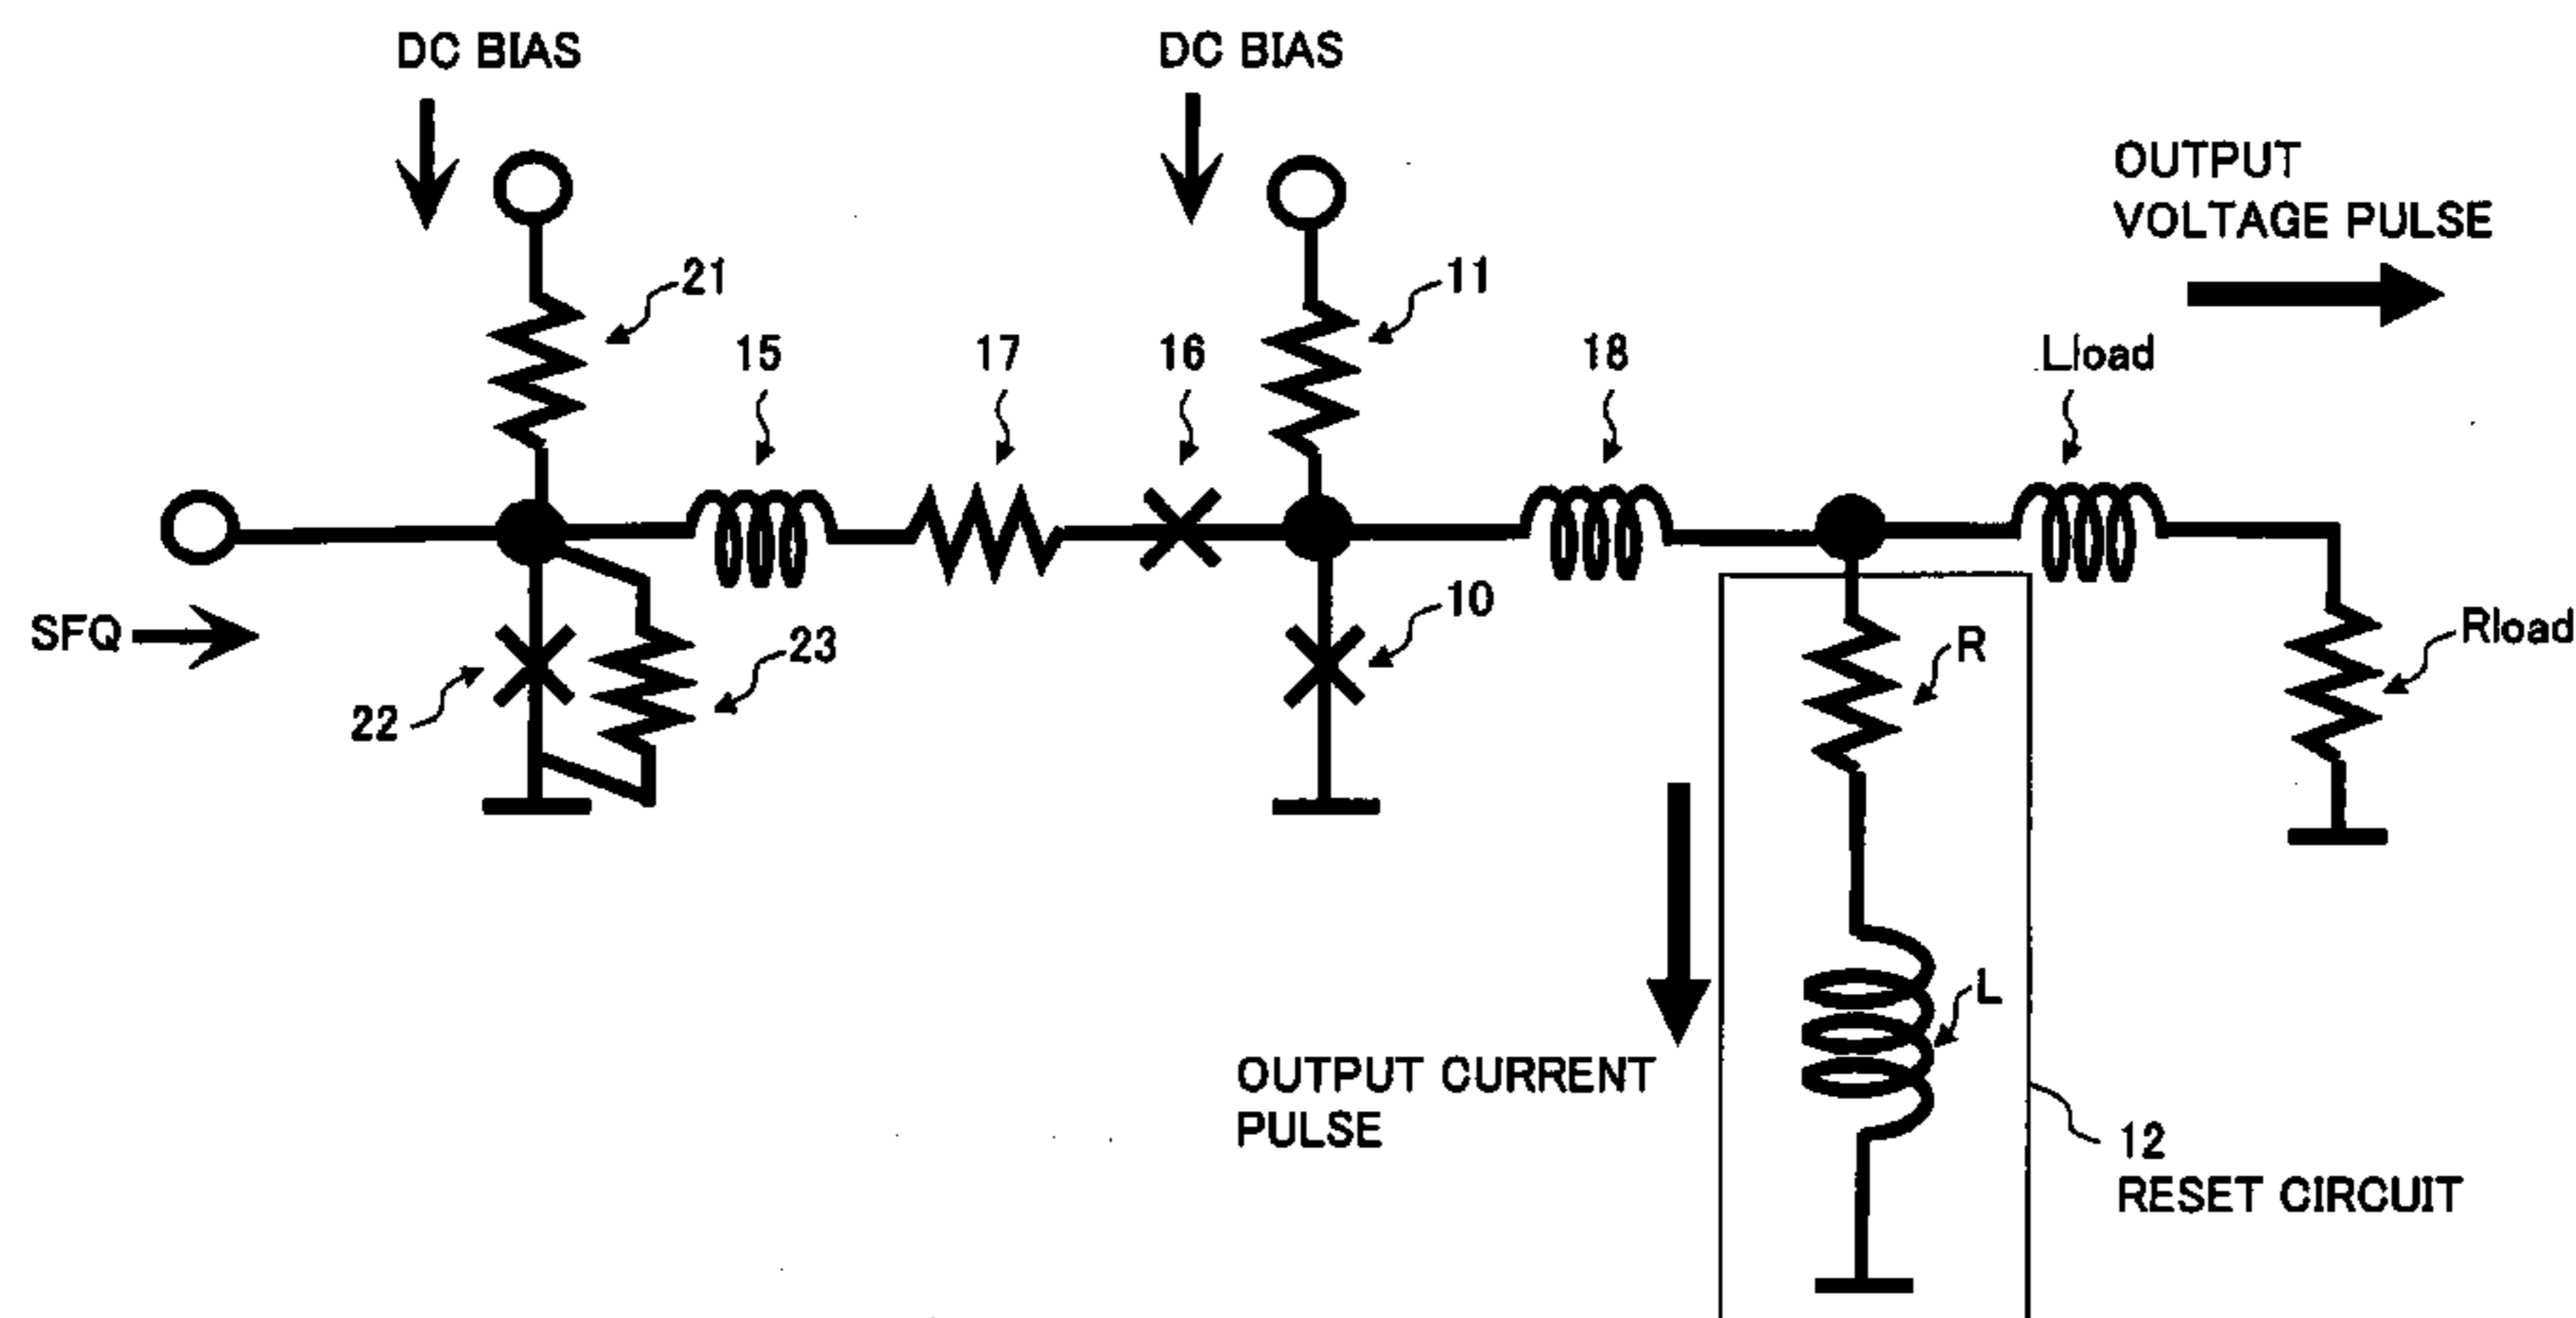 DC BIAS
DC BIAS
OUTPUT
VOLTAGE PULSE
21
11
15
17
16
18
Lload
10
SFQ
23
R
Rload
22
L
OUTPUT CURRENT
PULSE
12
RESET CIRCUIT